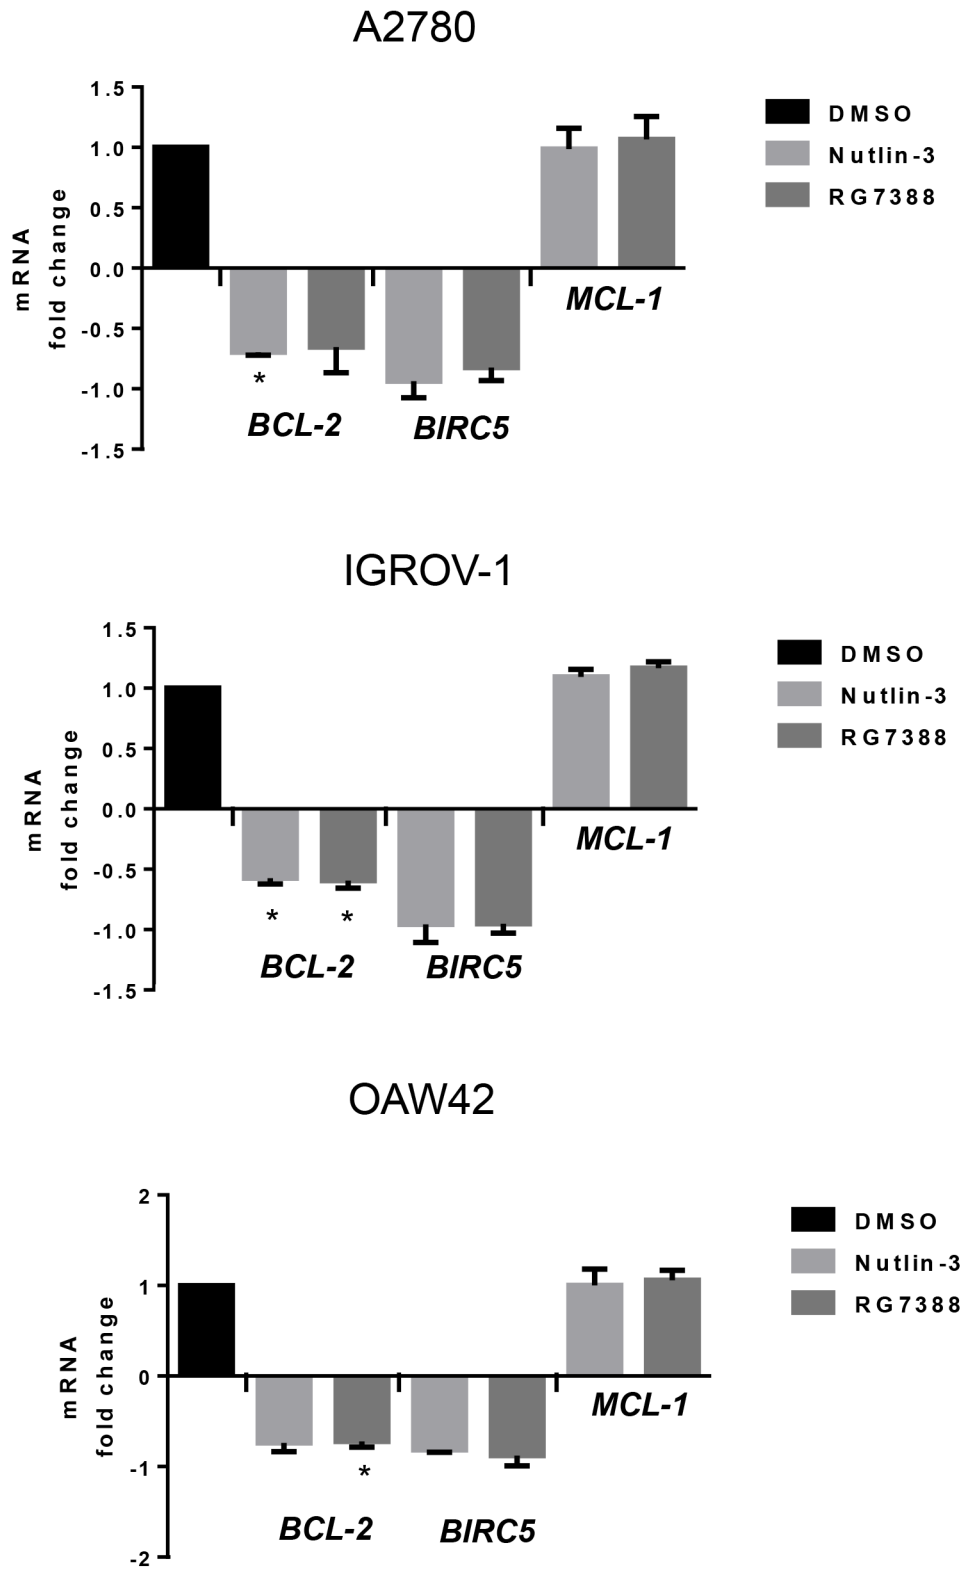 A2780
1.5
1.0
0.5
0.0
-0.5
-1.0
-1.5
mRNA
fold change
DMSO
Nutlin-3
RG7388
MCL-1
*
BCL-2
BIRC5
IGROV-1
1.5
1.0
0.5
0.0
-0.5
-1.0
-1.5
mRNA
fold change
DMSO
Nutlin-3
RG7388
MCL-1
* *
BCL-2
BIRC5
OAW42
2
1
0
-1
-2
mRNA
fold change
DMSO
Nutlin-3
RG7388
MCL-1
*
BCL-2
BIRC5